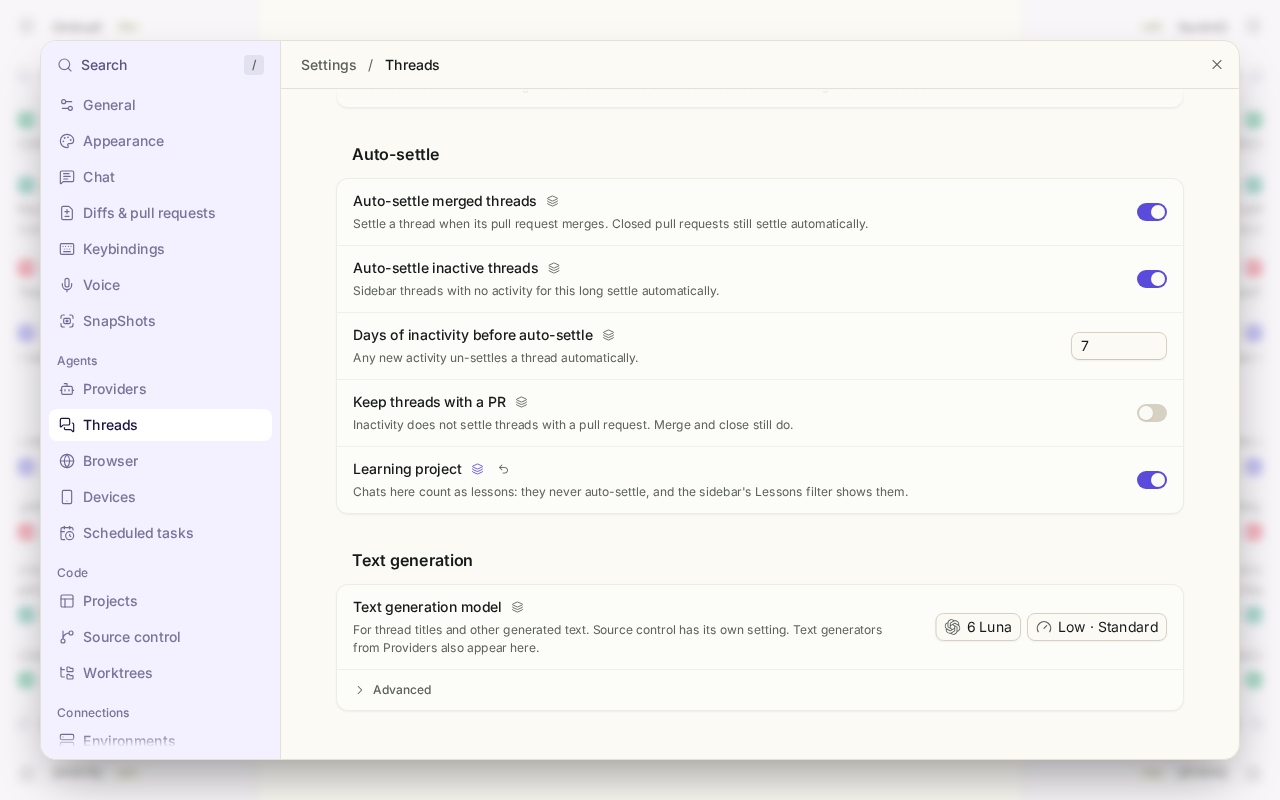 Search /
General
Appearance
Chat
Diffs & pull requests
Keybindings
Voice
SnapShots
Agents
Providers
Threads
Browser
Devices
Scheduled tasks
Code
Projects
Source control
Worktrees
Connections
Environments
Settings / Threads
Auto-settle
Auto-settle merged threads
Settle a thread when its pull request merges. Closed pull requests still settle automatically.
Auto-settle inactive threads
Sidebar threads with no activity for this long settle automatically.
Days of inactivity before auto-settle
Any new activity un-settles a thread automatically.
7
Keep threads with a PR
Inactivity does not settle threads with a pull request. Merge and close still do.
Learning project
Chats here count as lessons: they never auto-settle, and the sidebar's Lessons filter shows them.
Text generation
Text generation model
For thread titles and other generated text. Source control has its own setting. Text generators
from Providers also appear here.
6 Luna
Low · Standard
Advanced